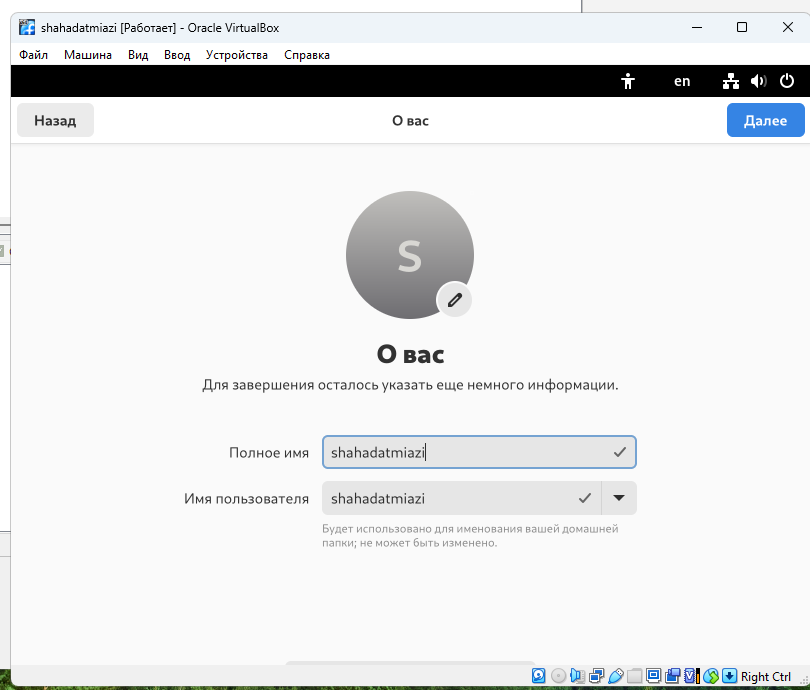 shahadatmiazi [Работает] - Oracle VirtualBox
Файл Машина Вид Ввод Устройства Справка
en
Назад О вас Далее
S
О вас
Для завершения осталось указать еще немного информации.
Полное имя shahadatmiazi
Имя пользователя shahadatmiazi
Будет использовано для именования вашей домашней
папки; не может быть изменено.
Right Ctrl